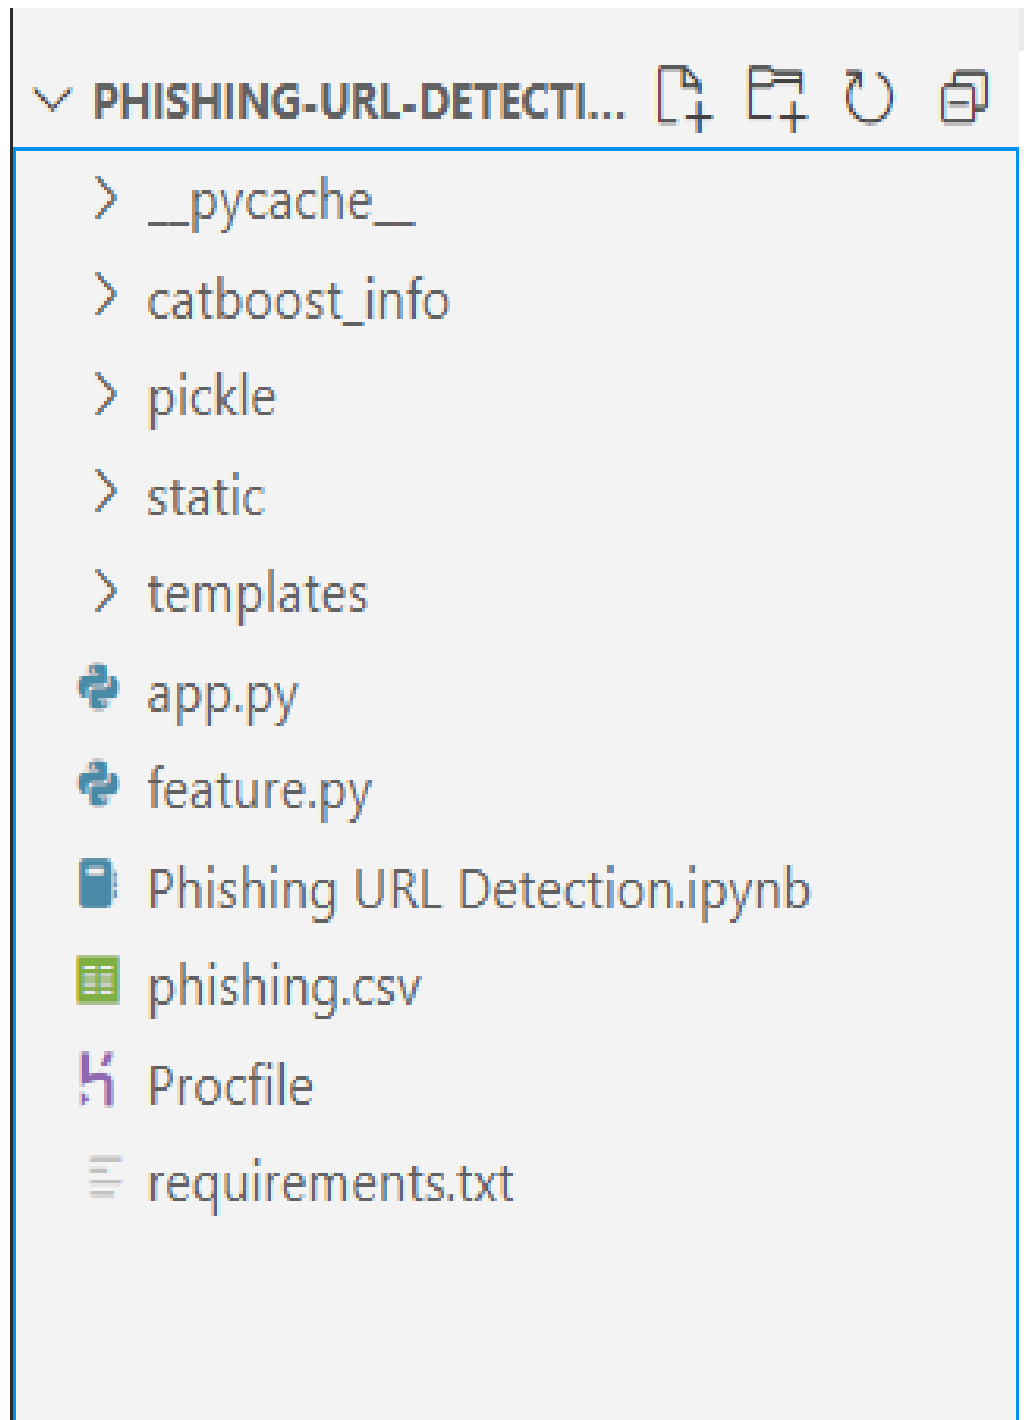 PHISHING-URL-DETECTI...
__pycache__
catboost_info
pickle
static
templates
app.py
feature.py
Phishing URL Detection.ipynb
phishing.csv
Procfile
requirements.txt